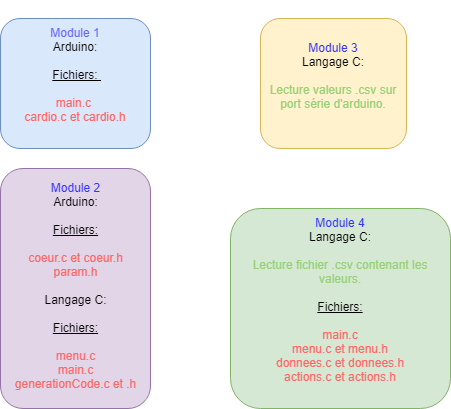 Module 1
Arduino:
Fichiers:
main.c
cardio.c et cardio.h
Module 3
Langage C:
Lecture valeurs .csv sur
port série d'arduino.
Module 2
Arduino:
Fichiers:
coeur.c et coeur.h
param.h
Langage C:
Fichiers:
menu.c
main.c
generationCode.c et .h
Module 4
Langage C:
Lecture fichier .csv contenant les
valeurs.
Fichiers:
main.c
menu.c et menu.h
donnees.c et donnees.h
actions.c et actions.h